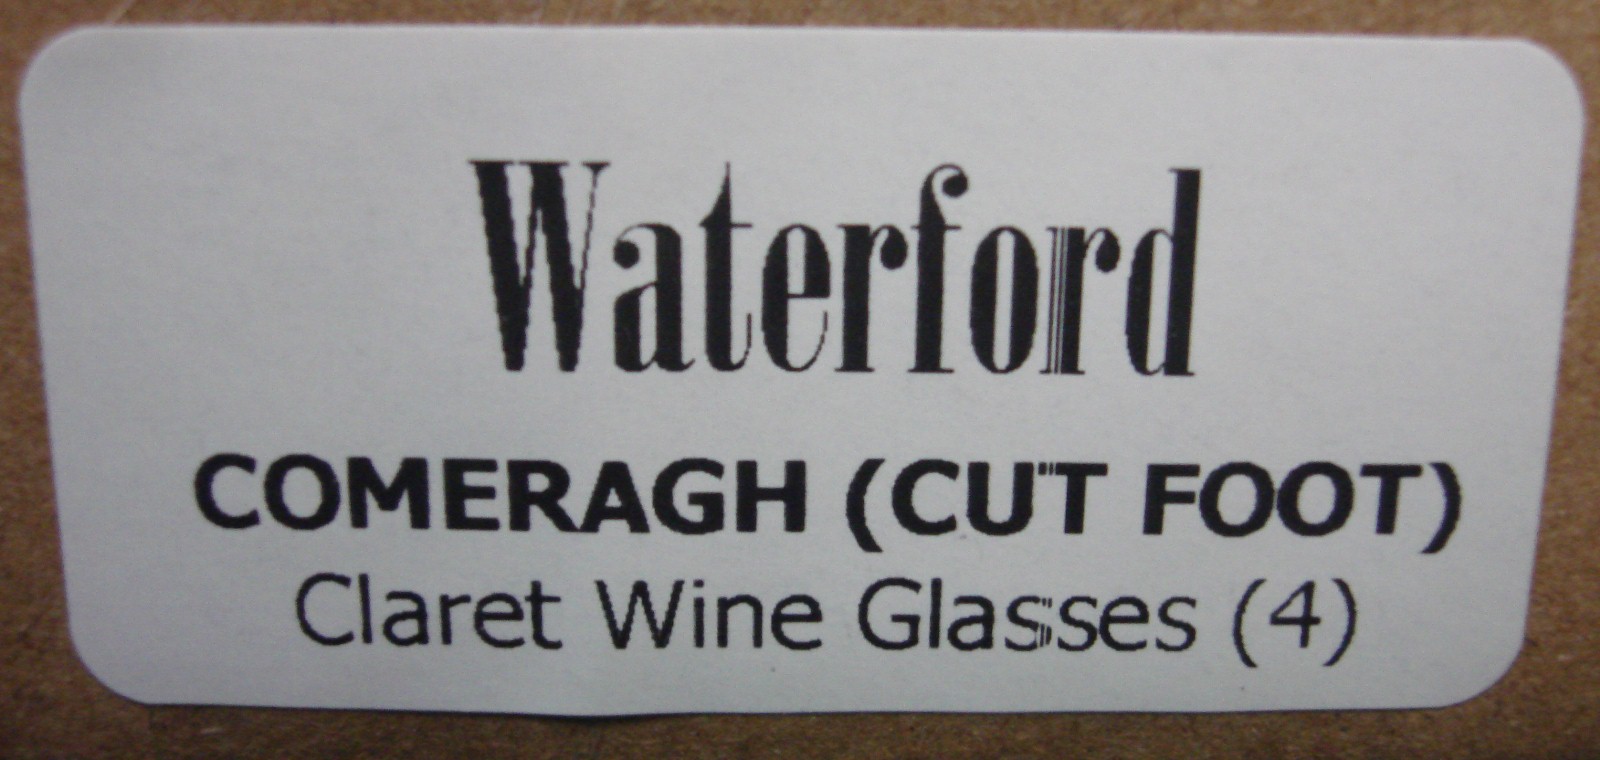 Waterford
COMERAGH (CUT FOOT)
Claret Wine Glasses (4)